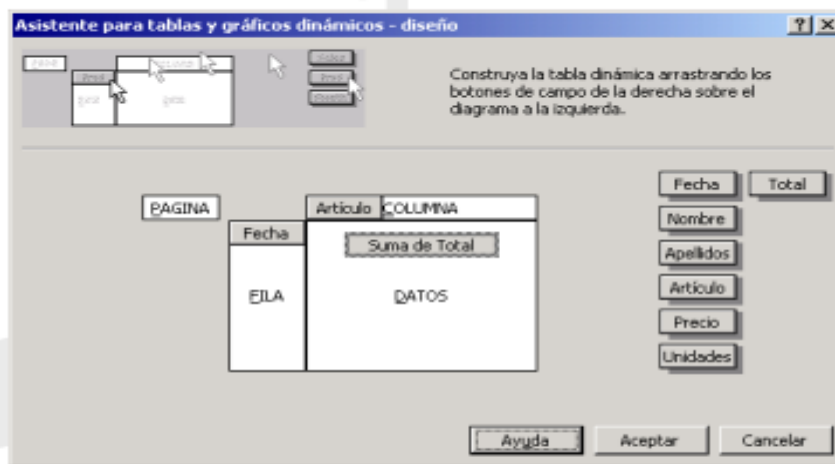 Asistente para tablas y gráficos dinámicos - diseño
Construya la tabla dinámica arrastrando los
botones de campo de la derecha sobre el
diagrama a la izquierda.
Fecha Total
PAGINA Artículo COLUMNA
Nombre
Fecha
Suma de Total
Apellidos
FILA DATOS
Artículo
Precio
Unidades
Ayuda Aceptar Cancelar